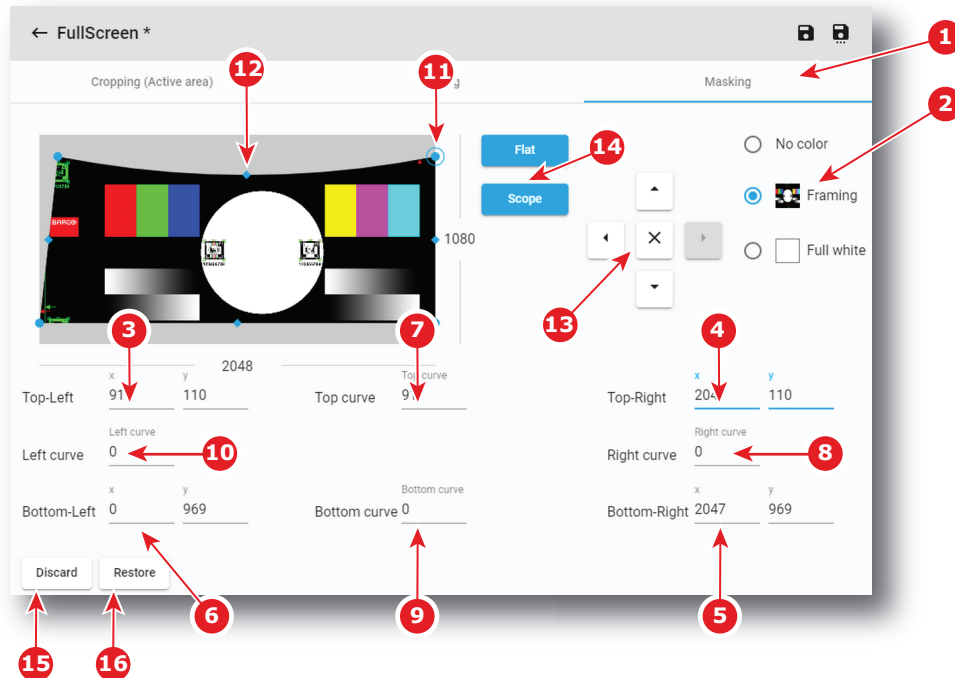 ← FullScreen *
1
12
11
Cropping (Active area)
Masking
2
Flat
14
No color
Scope
Framing
BARCO
1080
Full white
13
3
7
4
2048
x y
Top curve
x y
Top-Left 91 110
Top curve
Top-Right 110
Left curve
Right curve
Left curve 0
10
Right curve 0
8
x y
Bottom curve
x y
Bottom-Left 0 969
Bottom curve 0
Bottom-Right 2047 969
Discard
Restore
6
9
5
15
16